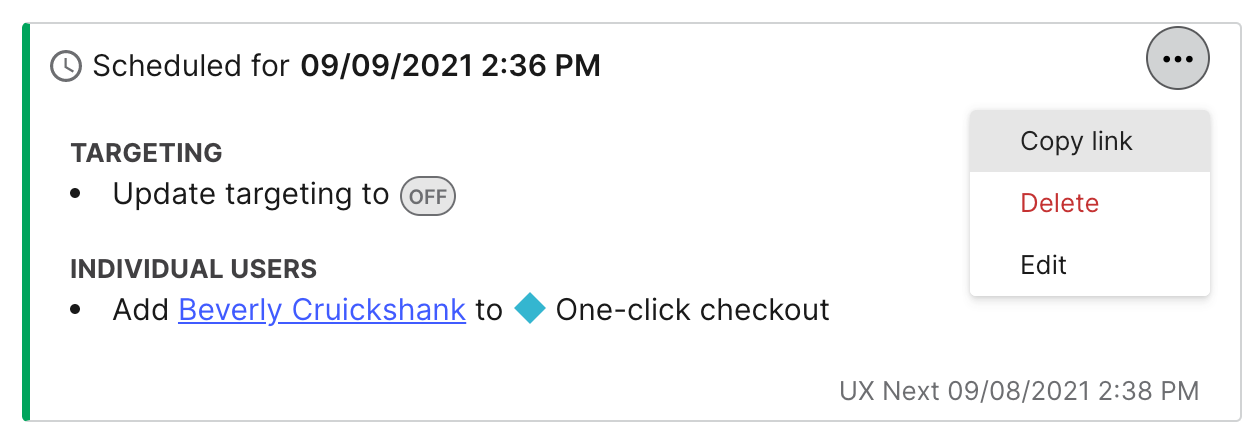 Scheduled for 09/09/2021 2:36 PM
Copy link
TARGETING
• Update targeting to OFF
Delete
Edit
INDIVIDUAL USERS
• Add Beverly Cruickshank to One-click checkout
UX Next 09/08/2021 2:38 PM